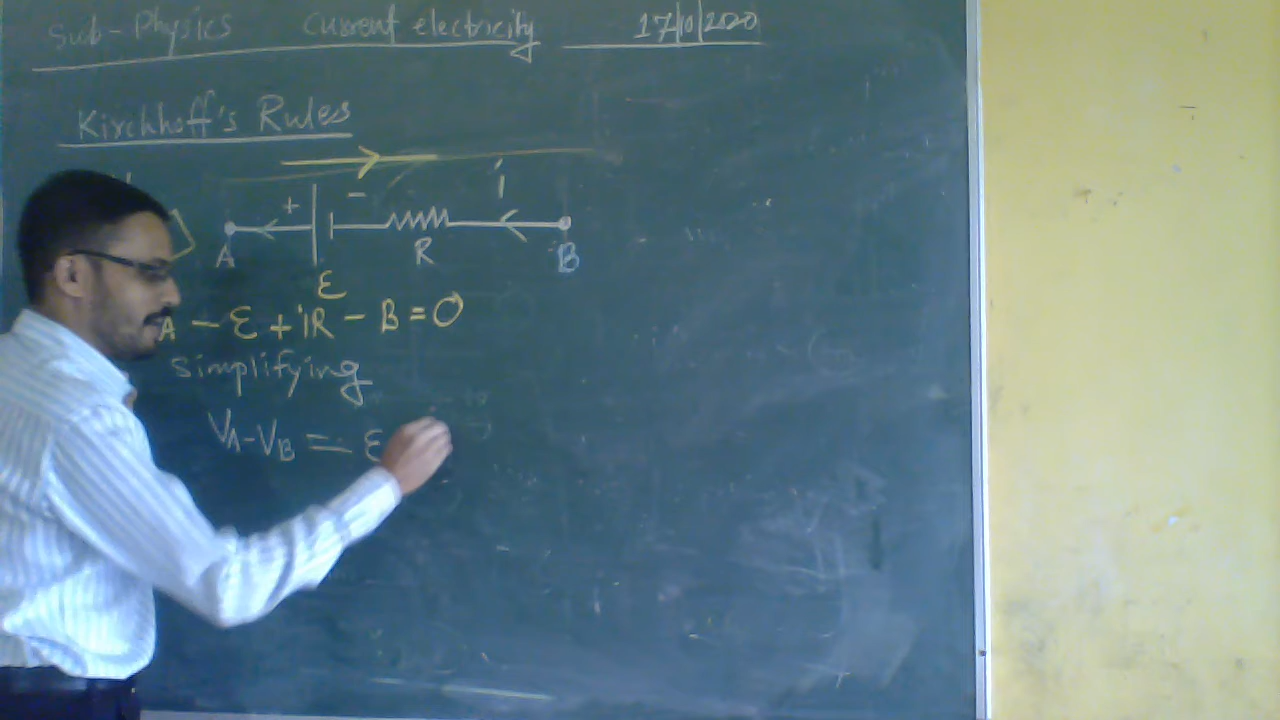 Sub-Physics Current electricity 17/10/2020
Kirchhoff's Rules
+ - i
A R B
ε
A - ε + iR - B = 0
Simplifying
VA - VB = ε